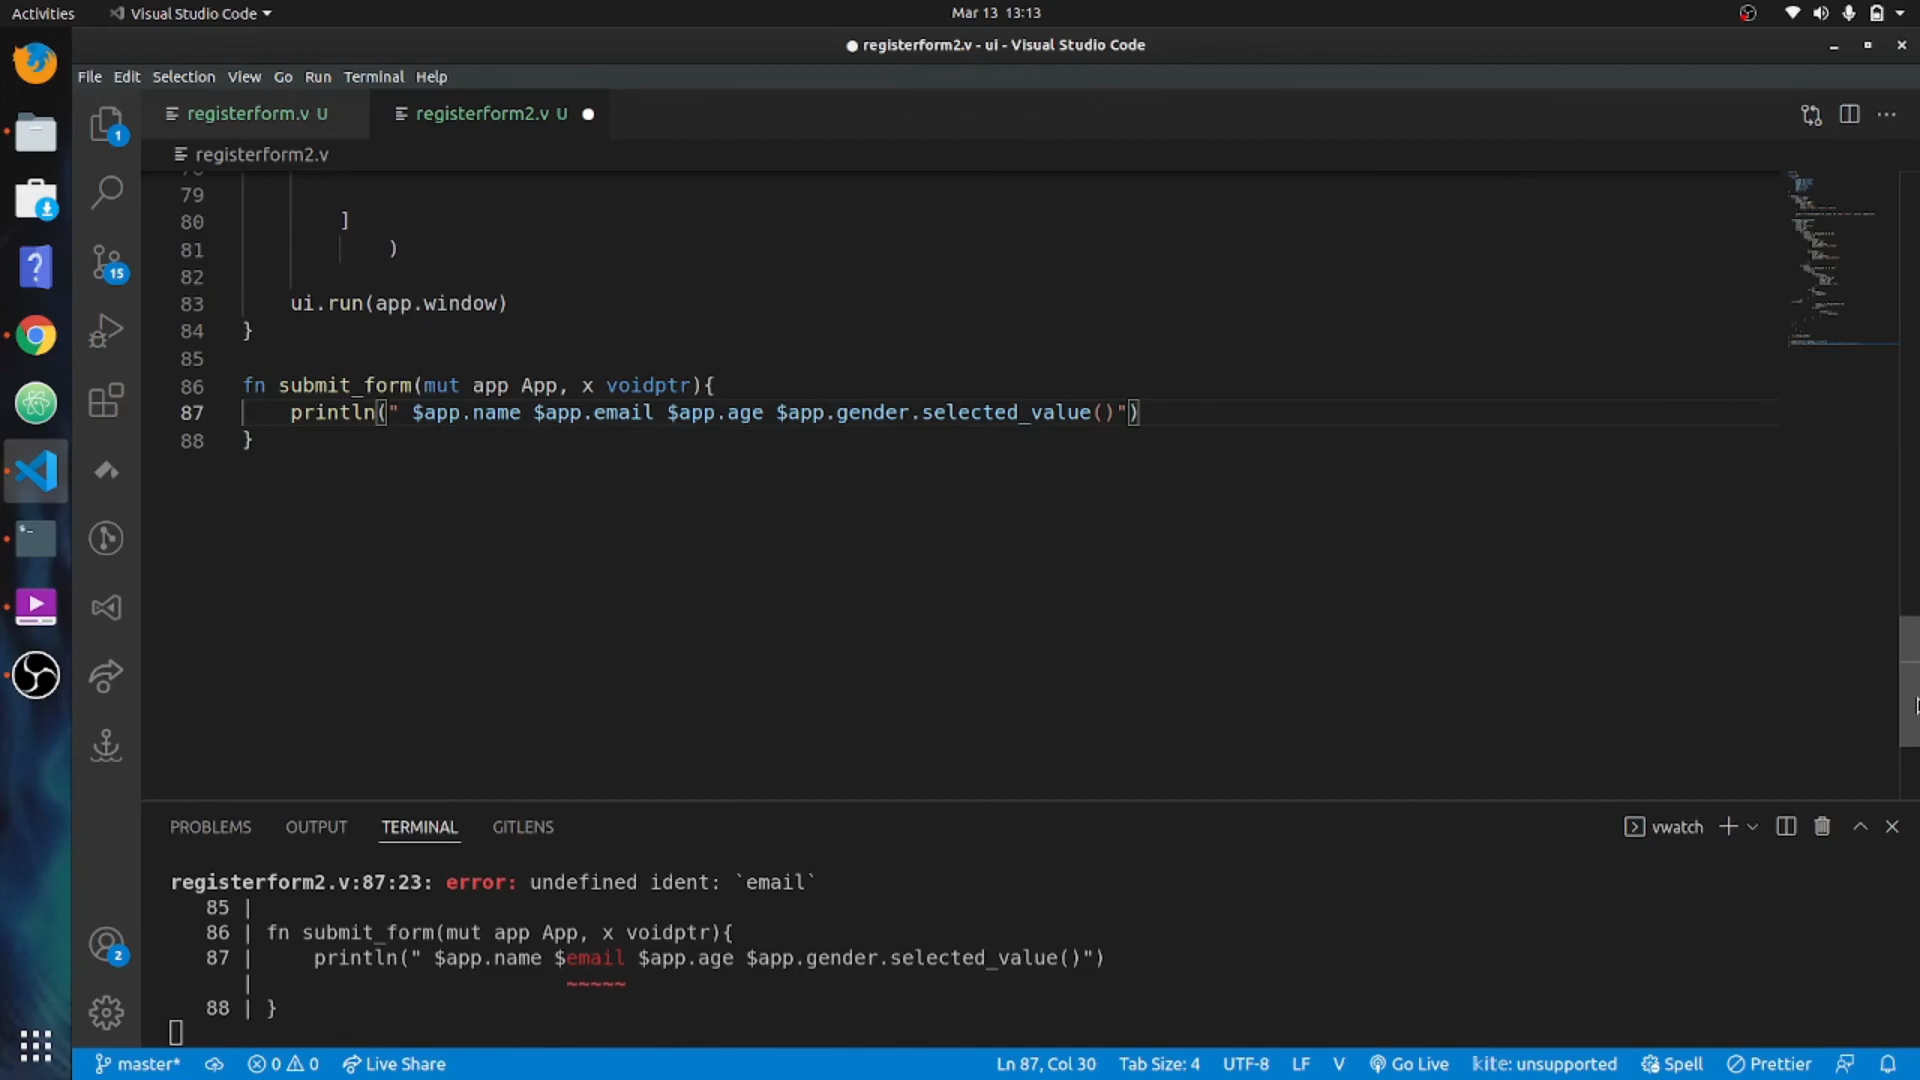 Activities
Visual Studio Code
Mar 13 13:13
registerform2.v - ui - Visual Studio Code
File Edit Selection View Go Run Terminal Help
registerform.v U
registerform2.v U
registerform2.v
79
80 ]
81 )
82
83 ui.run(app.window)
84 }
85
86 fn submit_form(mut app App, x voidptr){
87 println(" $app.name $app.email $app.age $app.gender.selected_value()")
88 }
1
15
2
PROBLEMS OUTPUT TERMINAL GITLENS
vwatch
registerform2.v:87:23: error: undefined ident: `email`
85 |
86 | fn submit_form(mut app App, x voidptr){
87 | println(" $app.name $email $app.age $app.gender.selected_value()")
| ~~~~~
88 | }
master* 0 0 Live Share Ln 87, Col 30 Tab Size: 4 UTF-8 LF V Go Live kite: unsupported Spell Prettier